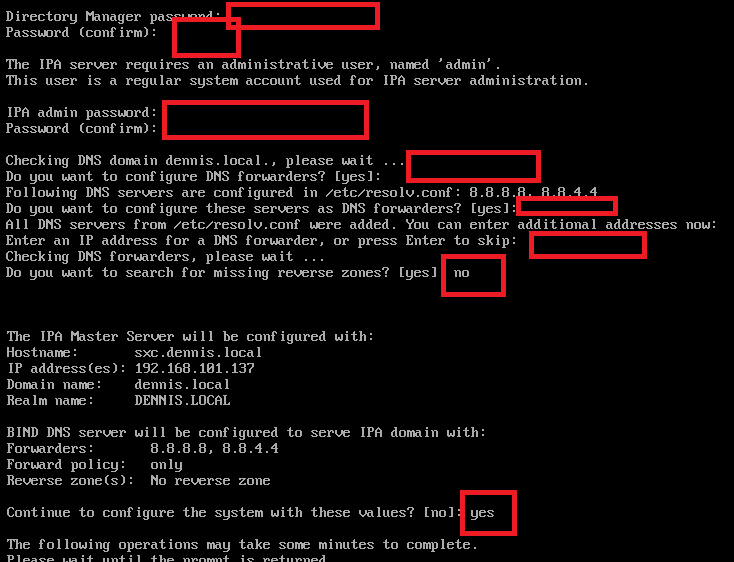 Directory Manager password:
Password (confirm):
The IPA server requires an administrative user, named 'admin'.
This user is a regular system account used for IPA server administration.
IPA admin password:
Password (confirm):
Checking DNS domain dennis.local., please wait ...
Do you want to configure DNS forwarders? [yes]:
Following DNS servers are configured in /etc/resolv.conf: 8.8.8.8, 8.8.4.4
Do you want to configure these servers as DNS forwarders? [yes]:
All DNS servers from /etc/resolv.conf were added. You can enter additional addresses now:
Enter an IP address for a DNS forwarder, or press Enter to skip:
Checking DNS forwarders, please wait ...
Do you want to search for missing reverse zones? [yes] no
The IPA Master Server will be configured with:
Hostname: sxc.dennis.local
IP address(es): 192.168.101.137
Domain name: dennis.local
Realm name: DENNIS.LOCAL
BIND DNS server will be configured to serve IPA domain with:
Forwarders: 8.8.8.8, 8.8.4.4
Forward policy: only
Reverse zone(s): No reverse zone
Continue to configure the system with these values? [no]: yes
The following operations may take some minutes to complete.
Please wait until the prompt is returned